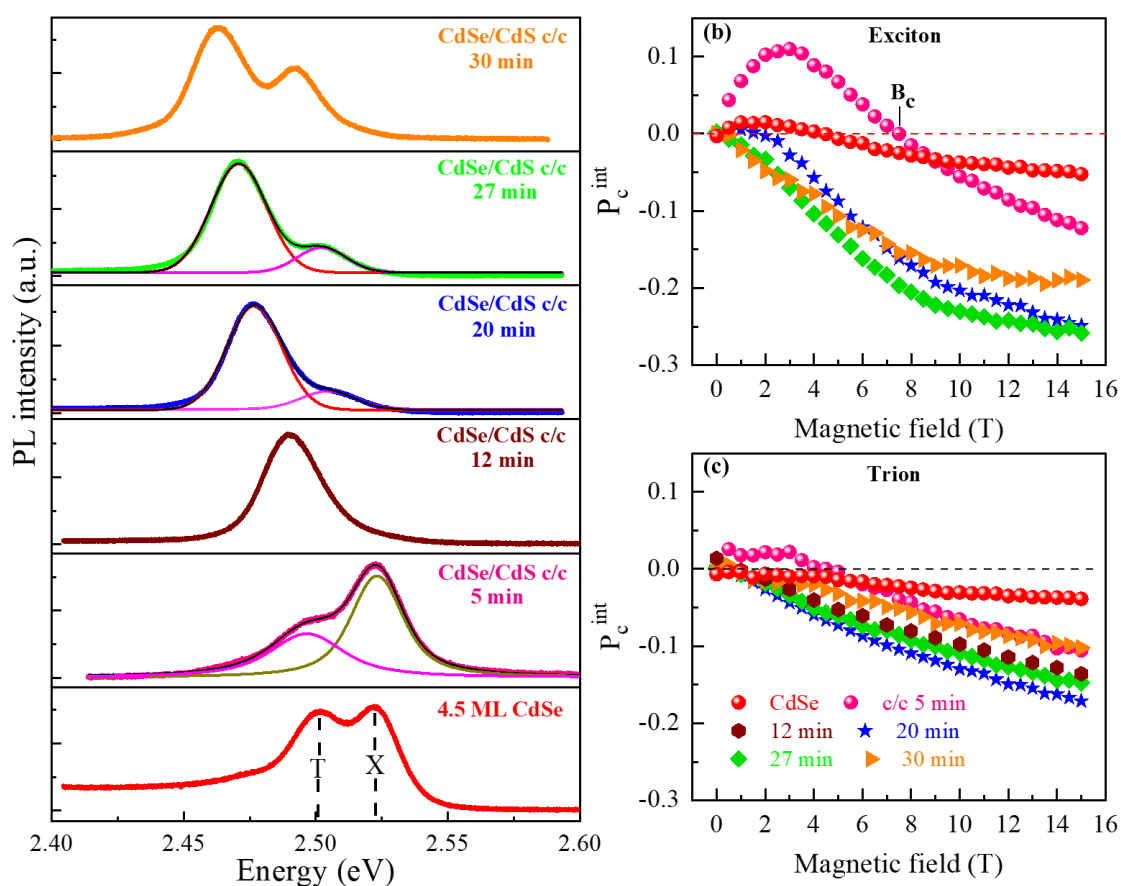 CdSe/CdS c/c
30 min
CdSe/CdS c/c
27 min
CdSe/CdS c/c
20 min
CdSe/CdS c/c
12 min
CdSe/CdS c/c
5 min
4.5 ML CdSe
T
X
PL intensity (a.u.)
2.40
2.45
2.50
2.55
2.60
Energy (eV)
(b)
Exciton
B_c
0.1
0.0
-0.1
-0.2
-0.3
P_c^int
0
2
4
6
8
10
12
14
16
Magnetic field (T)
(c)
Trion
0.1
0.0
-0.1
-0.2
-0.3
P_c^int
CdSe
c/c 5 min
12 min
20 min
27 min
30 min
0
2
4
6
8
10
12
14
16
Magnetic field (T)